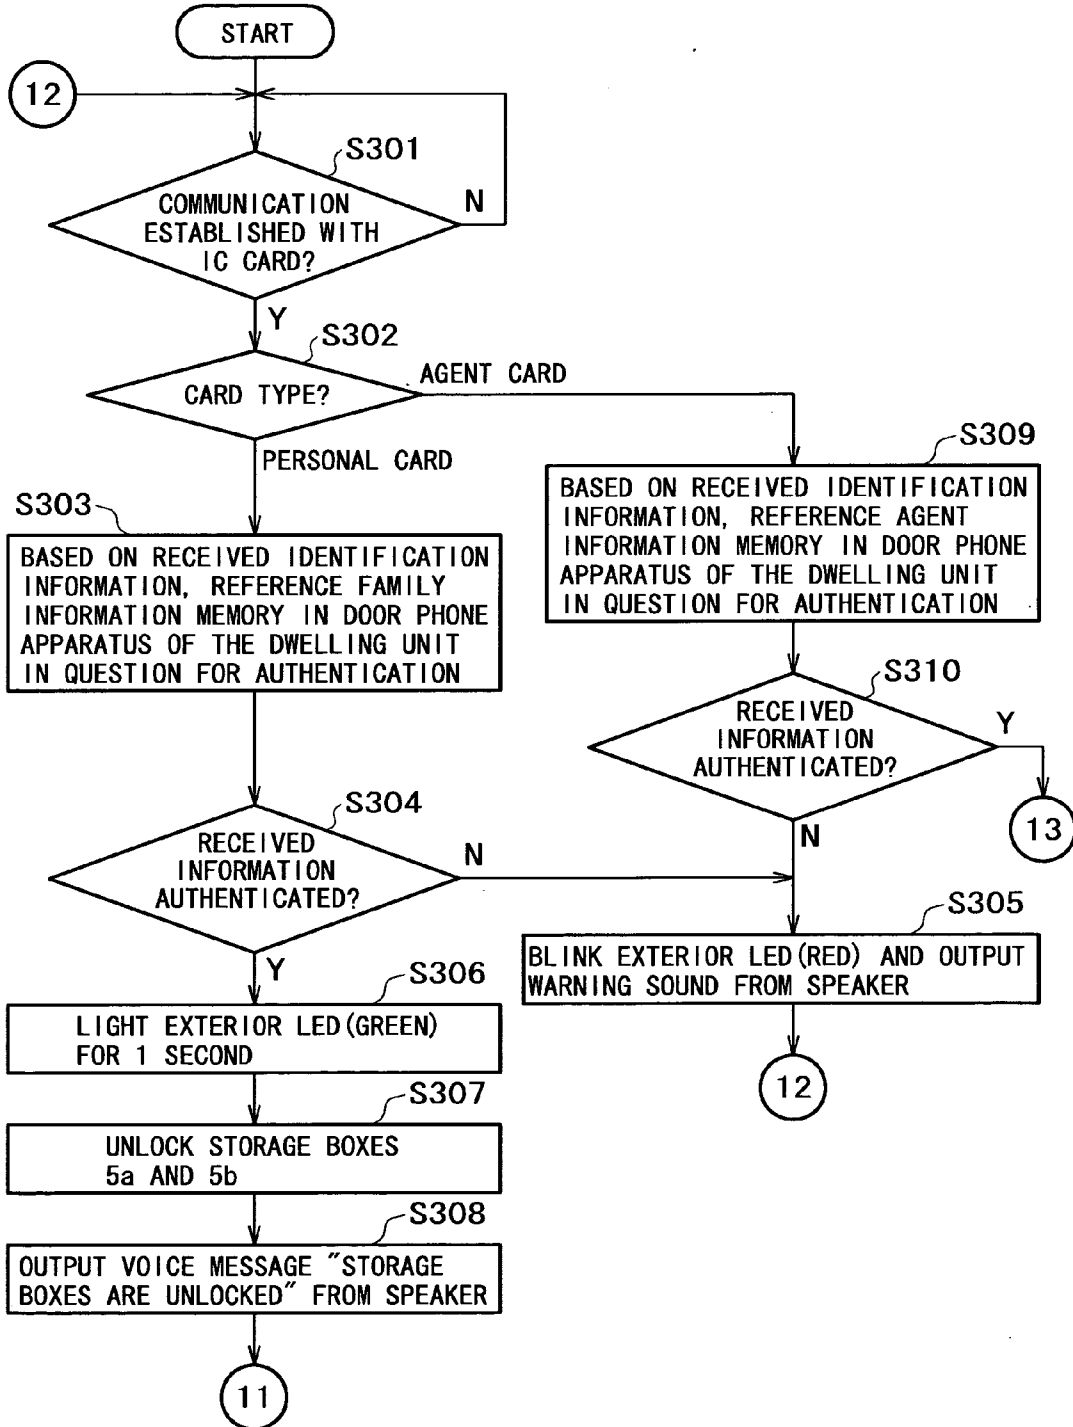 START
12
S301
COMMUNICATION
ESTABLISHED WITH
IC CARD?
N
Y
S302
CARD TYPE?
AGENT CARD
PERSONAL CARD
S303
BASED ON RECEIVED IDENTIFICATION
INFORMATION, REFERENCE FAMILY
INFORMATION MEMORY IN DOOR PHONE
APPARATUS OF THE DWELLING UNIT
IN QUESTION FOR AUTHENTICATION
S309
BASED ON RECEIVED IDENTIFICATION
INFORMATION, REFERENCE AGENT
INFORMATION MEMORY IN DOOR PHONE
APPARATUS OF THE DWELLING UNIT
IN QUESTION FOR AUTHENTICATION
S310
RECEIVED
INFORMATION
AUTHENTICATED?
Y
13
N
S304
RECEIVED
INFORMATION
AUTHENTICATED?
N
Y
S305
BLINK EXTERIOR LED(RED) AND OUTPUT
WARNING SOUND FROM SPEAKER
12
S306
LIGHT EXTERIOR LED(GREEN)
FOR 1 SECOND
S307
UNLOCK STORAGE BOXES
5a AND 5b
S308
OUTPUT VOICE MESSAGE "STORAGE
BOXES ARE UNLOCKED" FROM SPEAKER
11